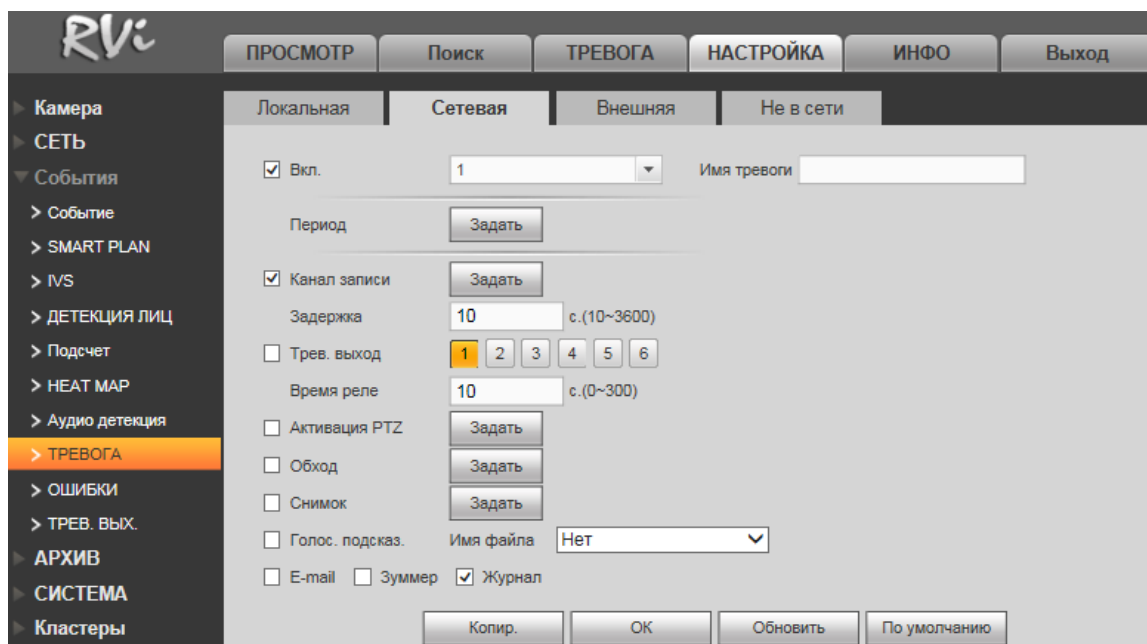 RVi
ПРОСМОТР Поиск ТРЕВОГА НАСТРОЙКА ИНФО Выход
Камера
СЕТЬ
События
> Событие
> SMART PLAN
> IVS
> ДЕТЕКЦИЯ ЛИЦ
> Подсчет
> HEAT MAP
> Аудио детекция
> ТРЕВОГА
> ОШИБКИ
> ТРЕВ. ВЫХ.
АРХИВ
СИСТЕМА
Кластеры
Локальная Сетевая Внешняя Не в сети
Вкл. 1 Имя тревоги
Период Задать
Канал записи Задать
Задержка 10 с.(10~3600)
Трев. выход 1 2 3 4 5 6
Время реле 10 с.(0~300)
Активация PTZ Задать
Обход Задать
Снимок Задать
Голос. подсказ. Имя файла Нет
E-mail Зуммер Журнал
Копир. ОК Обновить По умолчанию